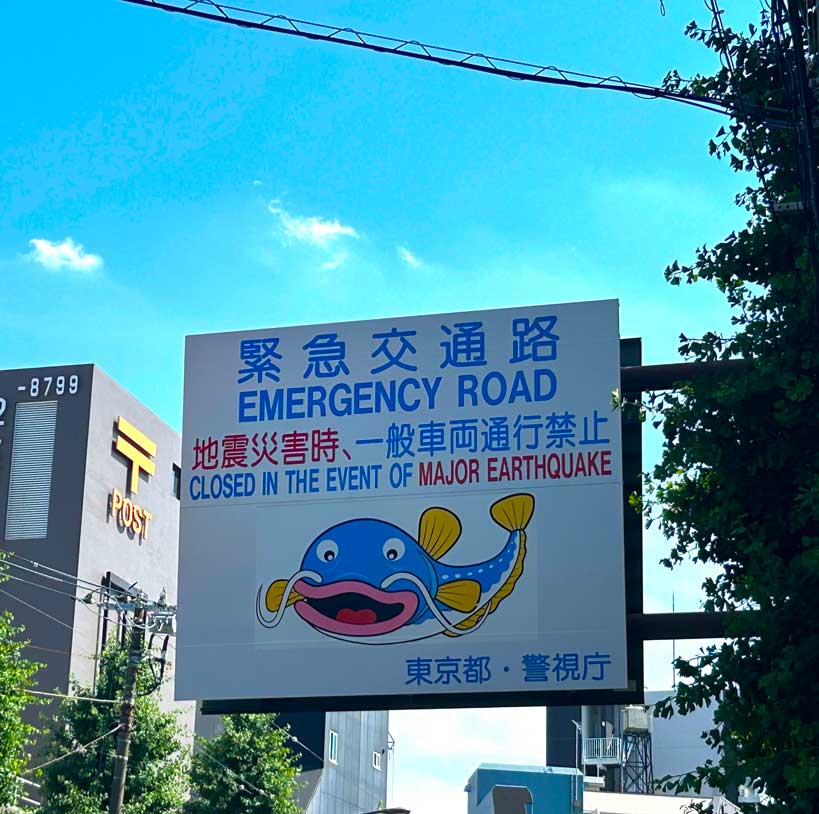 -8799
2
〒
POST
緊急交通路
EMERGENCY ROAD
地震災害時、一般車両通行禁止
CLOSED IN THE EVENT OF MAJOR EARTHQUAKE
東京都・警視庁